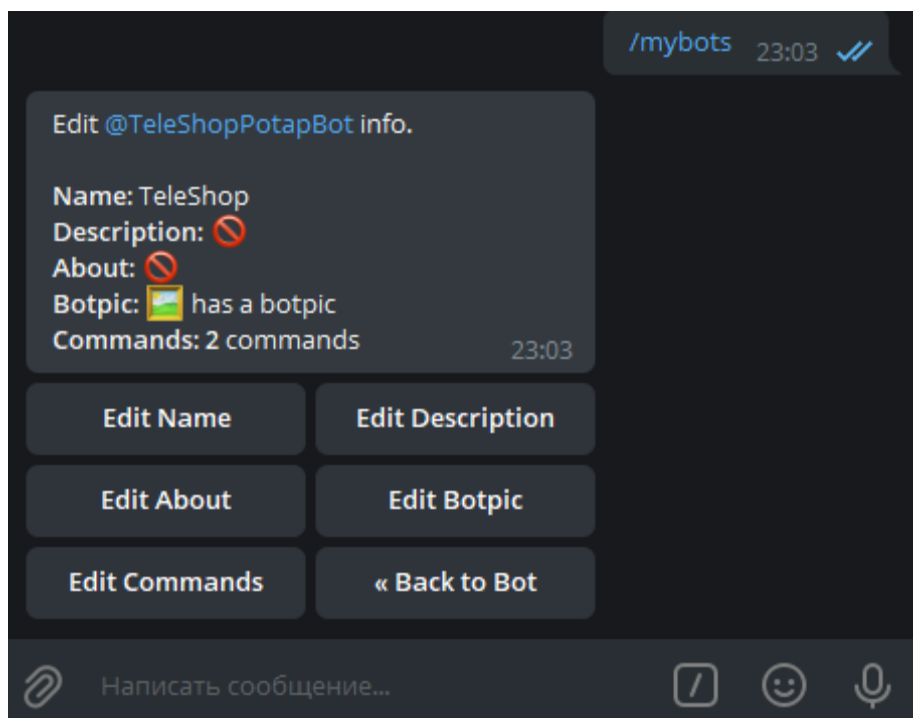 /mybots 23:03
Edit @TeleShopPotapBot info.
Name: TeleShop
Description: 🚫
About: 🚫
Botpic: 🖼 has a botpic
Commands: 2 commands 23:03
Edit Name
Edit Description
Edit About
Edit Botpic
Edit Commands
« Back to Bot
Написать сообщение...